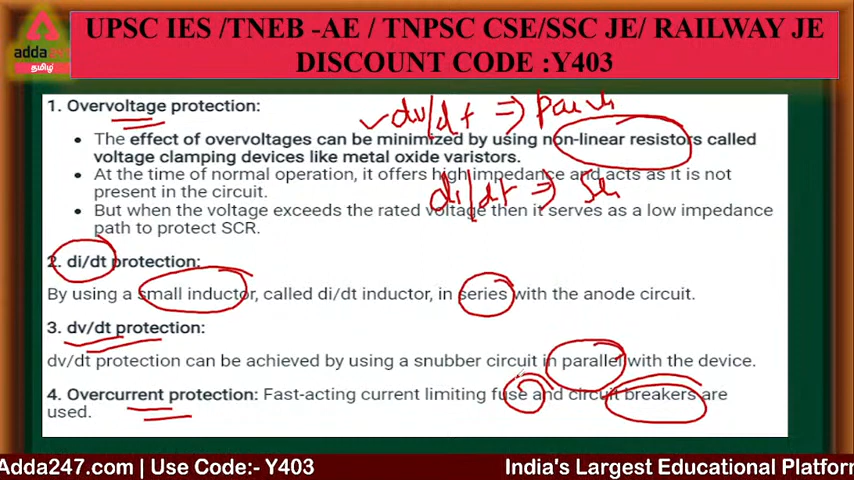 UPSC IES /TNEB -AE / TNPSC CSE/SSC JE/ RAILWAY JE
DISCOUNT CODE :Y403
adda247
தமிழ்
1. Overvoltage protection:
dv/dt ⇒
• The effect of overvoltages can be minimized by using non-linear resistors called
voltage clamping devices like metal oxide varistors.
• At the time of normal operation, it offers high impedance and acts as it is not
present in the circuit.
di/dt ⇒
• But when the voltage exceeds the rated voltage then it serves as a low impedance
path to protect SCR.
2. di/dt protection:
By using a small inductor, called di/dt inductor, in series with the anode circuit.
3. dv/dt protection:
dv/dt protection can be achieved by using a snubber circuit in parallel with the device.
4. Overcurrent protection: Fast-acting current limiting fuse and circuit breakers are
used.
Adda247.com | Use Code:- Y403
India's Largest Educational Platfor